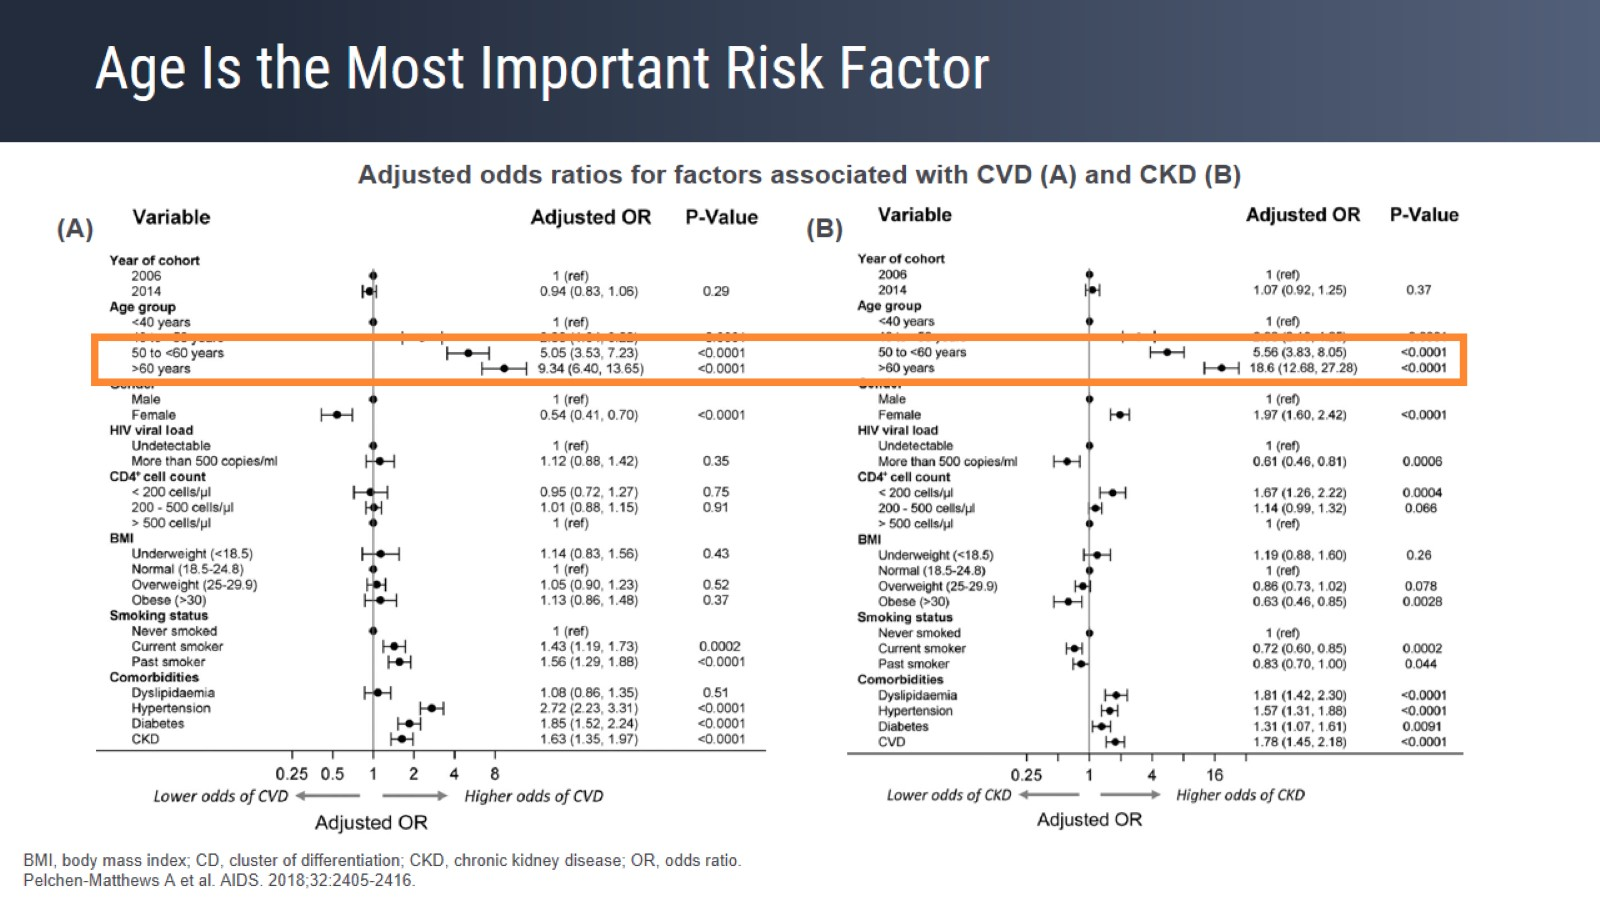 Age Is the Most Important Risk Factor
Adjusted odds ratios for factors associated with CVD (A) and CKD (B)
(A)
Variable Adjusted OR P-Value
Year of cohort
2006 1 (ref)
2014 0.94 (0.83, 1.06) 0.29
Age group
<40 years 1 (ref)
50 to <60 years 5.05 (3.53, 7.23) <0.0001
>60 years 9.34 (6.40, 13.65) <0.0001
Gender
Male 1 (ref)
Female 0.54 (0.41, 0.70) <0.0001
HIV viral load
Undetectable 1 (ref)
More than 500 copies/ml 1.12 (0.88, 1.42) 0.35
CD4⁺ cell count
< 200 cells/µl 0.95 (0.72, 1.27) 0.75
200 - 500 cells/µl 1.01 (0.88, 1.15) 0.91
> 500 cells/µl 1 (ref)
BMI
Underweight (<18.5) 1.14 (0.83, 1.56) 0.43
Normal (18.5-24.8) 1 (ref)
Overweight (25-29.9) 1.05 (0.90, 1.23) 0.52
Obese (>30) 1.13 (0.86, 1.48) 0.37
Smoking status
Never smoked 1 (ref)
Current smoker 1.43 (1.19, 1.73) 0.0002
Past smoker 1.56 (1.29, 1.88) <0.0001
Comorbidities
Dyslipidaemia 1.08 (0.86, 1.35) 0.51
Hypertension 2.72 (2.23, 3.31) <0.0001
Diabetes 1.85 (1.52, 2.24) <0.0001
CKD 1.63 (1.35, 1.97) <0.0001
0.25 0.5 1 2 4 8
Lower odds of CVD Higher odds of CVD
Adjusted OR
(B)
Variable Adjusted OR P-Value
Year of cohort
2006 1 (ref)
2014 1.07 (0.92, 1.25) 0.37
Age group
<40 years 1 (ref)
50 to <60 years 5.56 (3.83, 8.05) <0.0001
>60 years 18.6 (12.68, 27.28) <0.0001
Gender
Male 1 (ref)
Female 1.97 (1.60, 2.42) <0.0001
HIV viral load
Undetectable 1 (ref)
More than 500 copies/ml 0.61 (0.46, 0.81) 0.0006
CD4⁺ cell count
< 200 cells/µl 1.67 (1.26, 2.22) 0.0004
200 - 500 cells/µl 1.14 (0.99, 1.32) 0.066
> 500 cells/µl 1 (ref)
BMI
Underweight (<18.5) 1.19 (0.88, 1.60) 0.26
Normal (18.5-24.8) 1 (ref)
Overweight (25-29.9) 0.86 (0.73, 1.02) 0.078
Obese (>30) 0.63 (0.46, 0.85) 0.0028
Smoking status
Never smoked 1 (ref)
Current smoker 0.72 (0.60, 0.85) 0.0002
Past smoker 0.83 (0.70, 1.00) 0.044
Comorbidities
Dyslipidaemia 1.81 (1.42, 2.30) <0.0001
Hypertension 1.57 (1.31, 1.88) <0.0001
Diabetes 1.31 (1.07, 1.61) 0.0091
CVD 1.78 (1.45, 2.18) <0.0001
0.25 1 4 16
Lower odds of CKD Higher odds of CKD
Adjusted OR
BMI, body mass index; CD, cluster of differentiation; CKD, chronic kidney disease; OR, odds ratio.
Pelchen-Matthews A et al. AIDS. 2018;32:2405-2416.